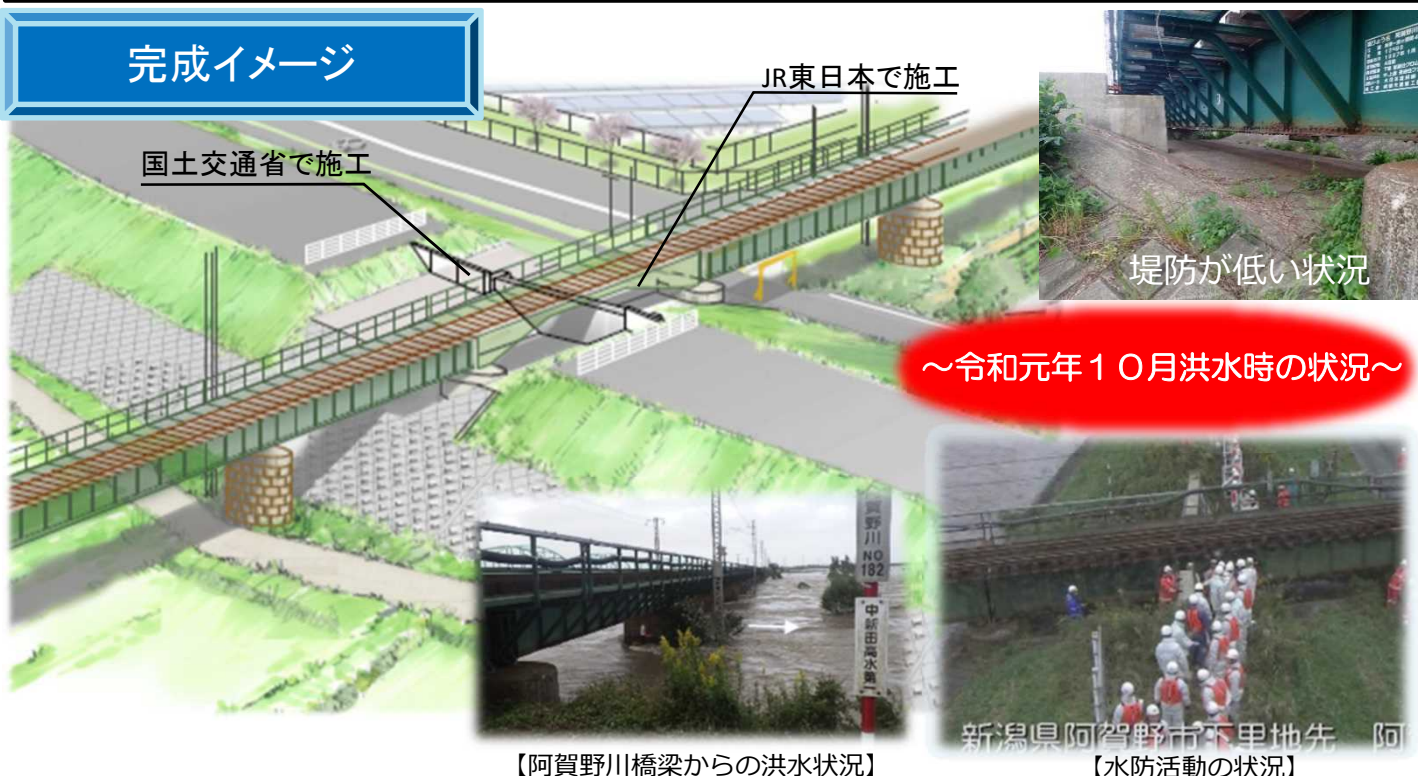 完成イメージ
JR東日本で施工
国土交通省で施工
堤防が低い状況
～令和元年１０月洪水時の状況～
賀野川
NO
182
中新田高水第一
新潟県阿賀野市下里地先　阿
【阿賀野川橋梁からの洪水状況】
【水防活動の状況】